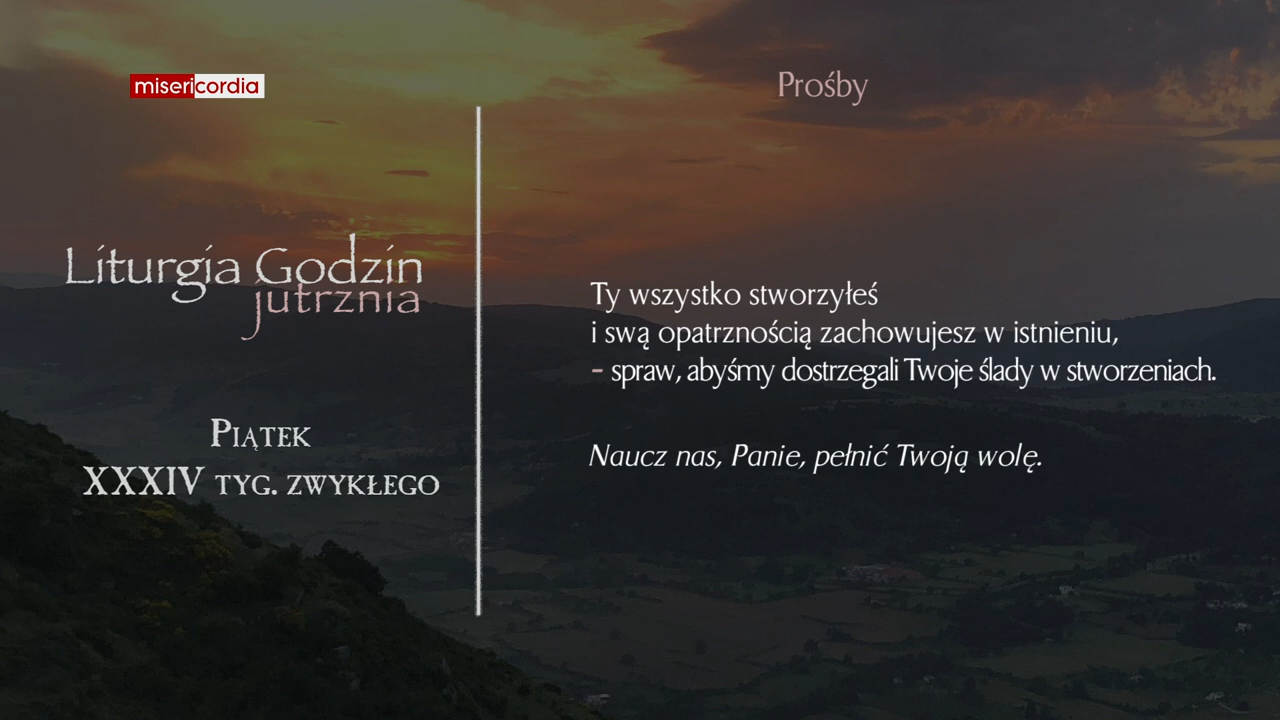 misericordia
Liturgia Godzin
jutrznia
Piątek
XXXIV tyg. zwykłego
Prośby
Ty wszystko stworzyłeś
i swą opatrznością zachowujesz w istnieniu,
- spraw, abyśmy dostrzegali Twoje ślady w stworzeniach.
Naucz nas, Panie, pełnić Twoją wolę.